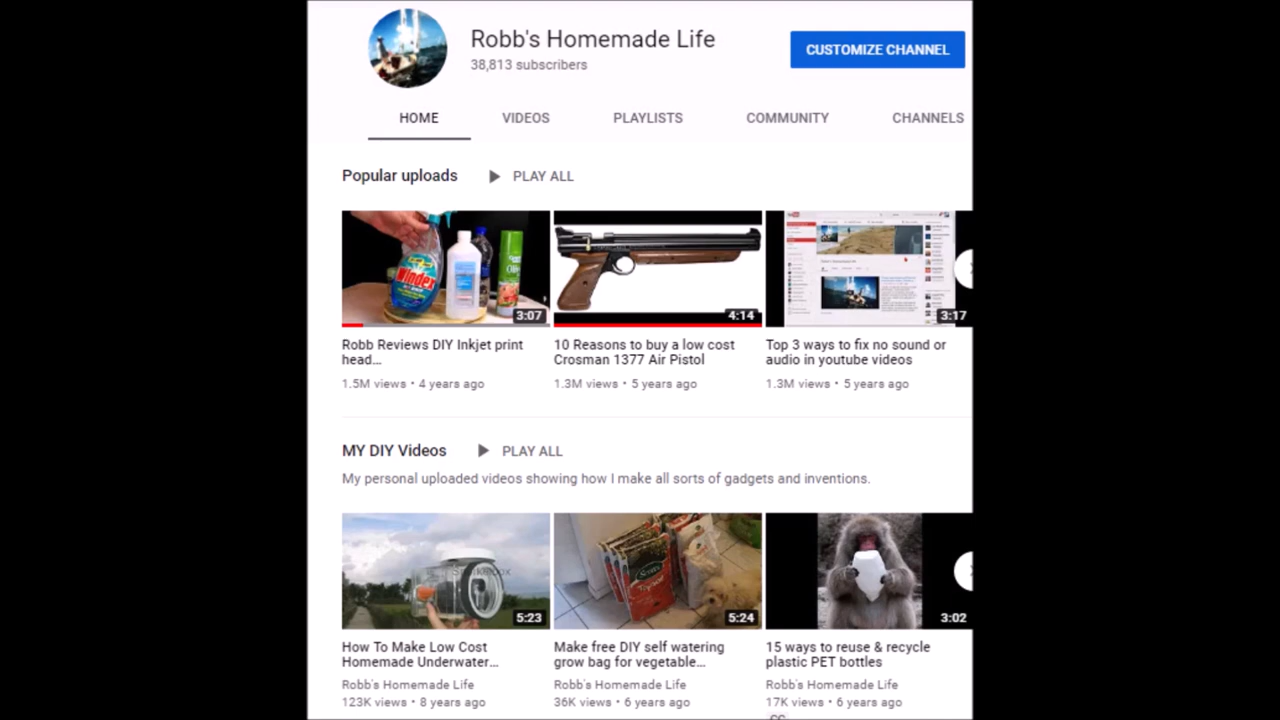 Robb's Homemade Life
38,813 subscribers
CUSTOMIZE CHANNEL
HOME VIDEOS PLAYLISTS COMMUNITY CHANNELS
Popular uploads PLAY ALL
Windex
3:07
4:14
3:17
Robb Reviews DIY Inkjet print
head...
1.5M views • 4 years ago
10 Reasons to buy a low cost
Crosman 1377 Air Pistol
1.3M views • 5 years ago
Top 3 ways to fix no sound or
audio in youtube videos
1.3M views • 5 years ago
MY DIY Videos PLAY ALL
My personal uploaded videos showing how I make all sorts of gadgets and inventions.
5:23
5:24
3:02
How To Make Low Cost
Homemade Underwater...
Robb's Homemade Life
123K views • 8 years ago
Make free DIY self watering
grow bag for vegetable...
Robb's Homemade Life
36K views • 6 years ago
15 ways to reuse & recycle
plastic PET bottles
Robb's Homemade Life
17K views • 6 years ago